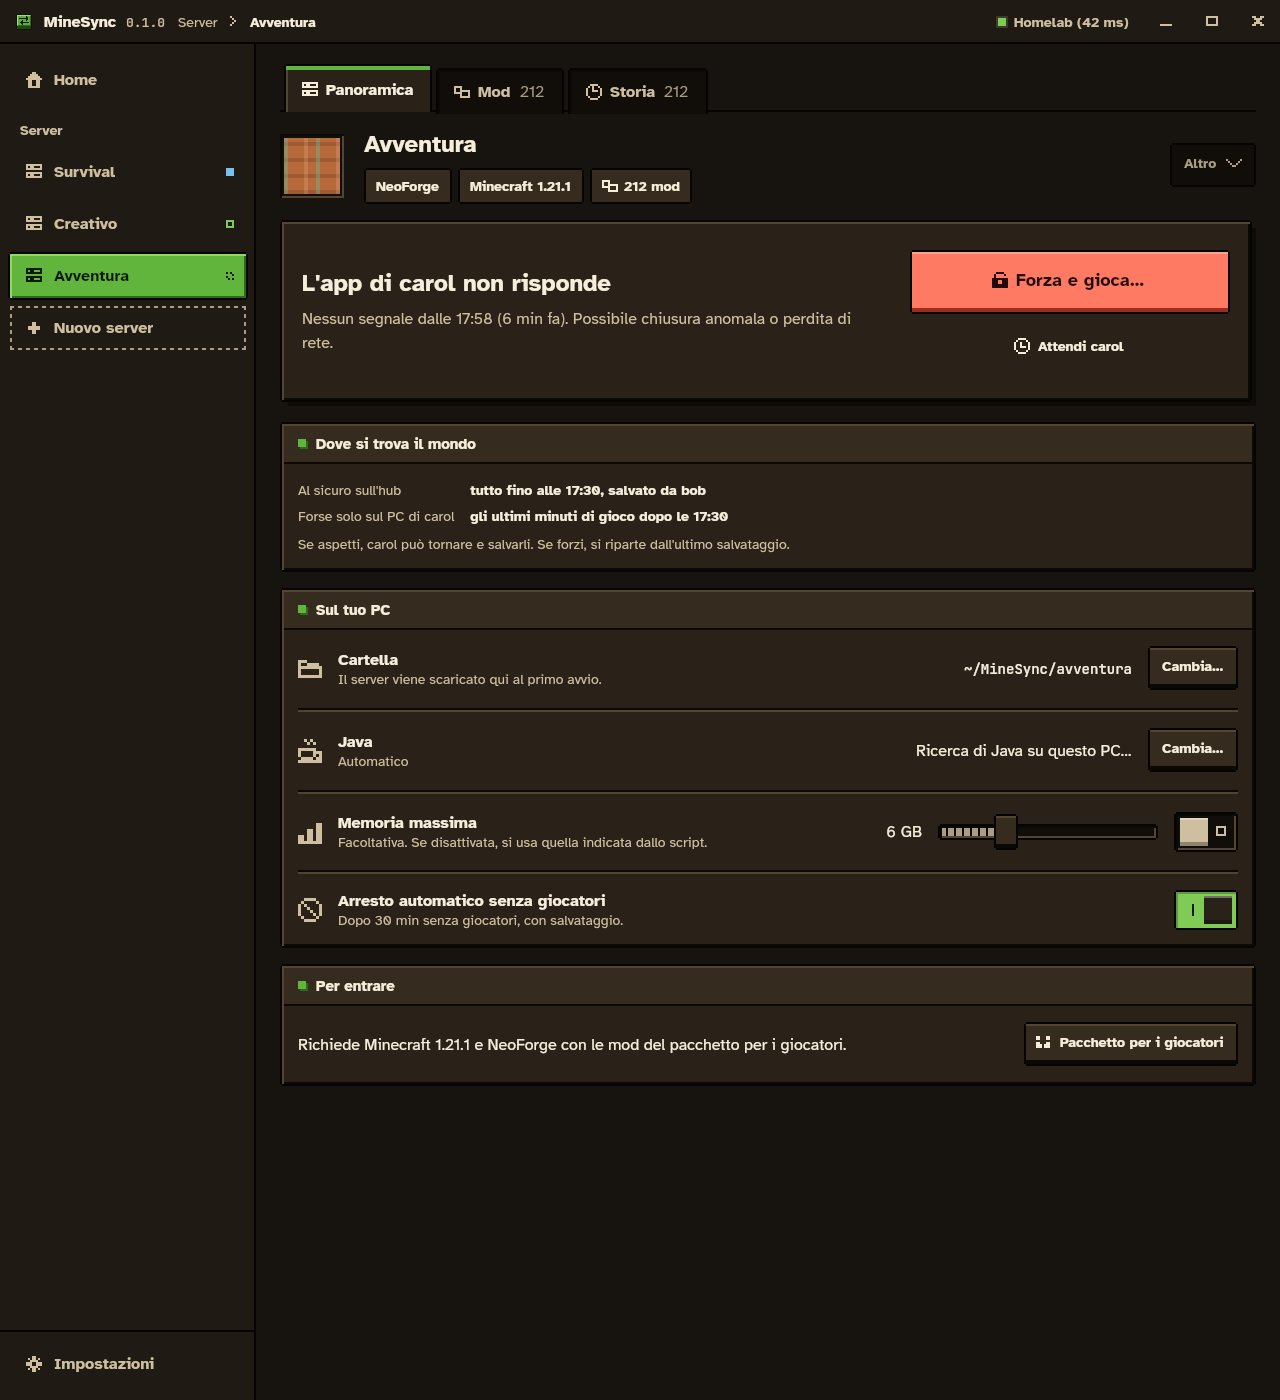 MineSync 0.1.0 Server Avventura
Homelab (42 ms)
Home
Server
Survival
Creativo
Avventura
Nuovo server
Impostazioni
Panoramica
Mod 212
Storia 212
Avventura
NeoForge
Minecraft 1.21.1
212 mod
Altro
L'app di carol non risponde
Nessun segnale dalle 17:58 (6 min fa). Possibile chiusura anomala o perdita di
rete.
Forza e gioca...
Attendi carol
Dove si trova il mondo
Al sicuro sull'hub tutto fino alle 17:30, salvato da bob
Forse solo sul PC di carol gli ultimi minuti di gioco dopo le 17:30
Se aspetti, carol può tornare e salvarli. Se forzi, si riparte dall'ultimo salvataggio.
Sul tuo PC
Cartella
Il server viene scaricato qui al primo avvio.
~/MineSync/avventura
Cambia...
Java
Automatico
Ricerca di Java su questo PC...
Cambia...
Memoria massima
Facoltativa. Se disattivata, si usa quella indicata dallo script.
6 GB
Arresto automatico senza giocatori
Dopo 30 min senza giocatori, con salvataggio.
Per entrare
Richiede Minecraft 1.21.1 e NeoForge con le mod del pacchetto per i giocatori.
Pacchetto per i giocatori